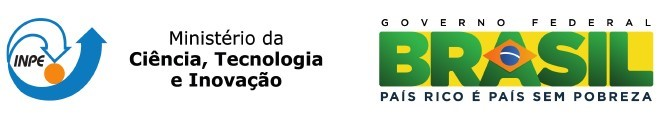 INPE
Ministério da
Ciência, Tecnologia
e Inovação
GOVERNO FEDERAL
BRASIL
PAÍS RICO É PAÍS SEM POBREZA